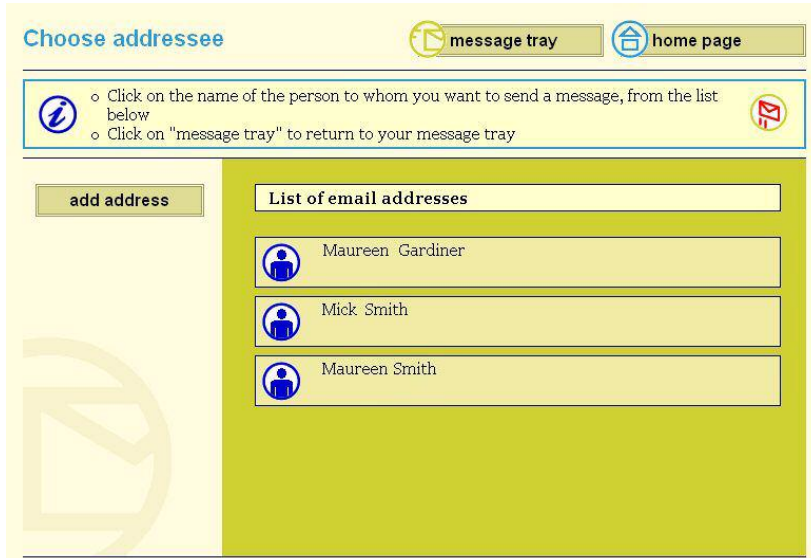 Choose addressee
message tray
home page
o Click on the name of the person to whom you want to send a message, from the list
below
o Click on "message tray" to return to your message tray
add address
List of email addresses
Maureen Gardiner
Mick Smith
Maureen Smith